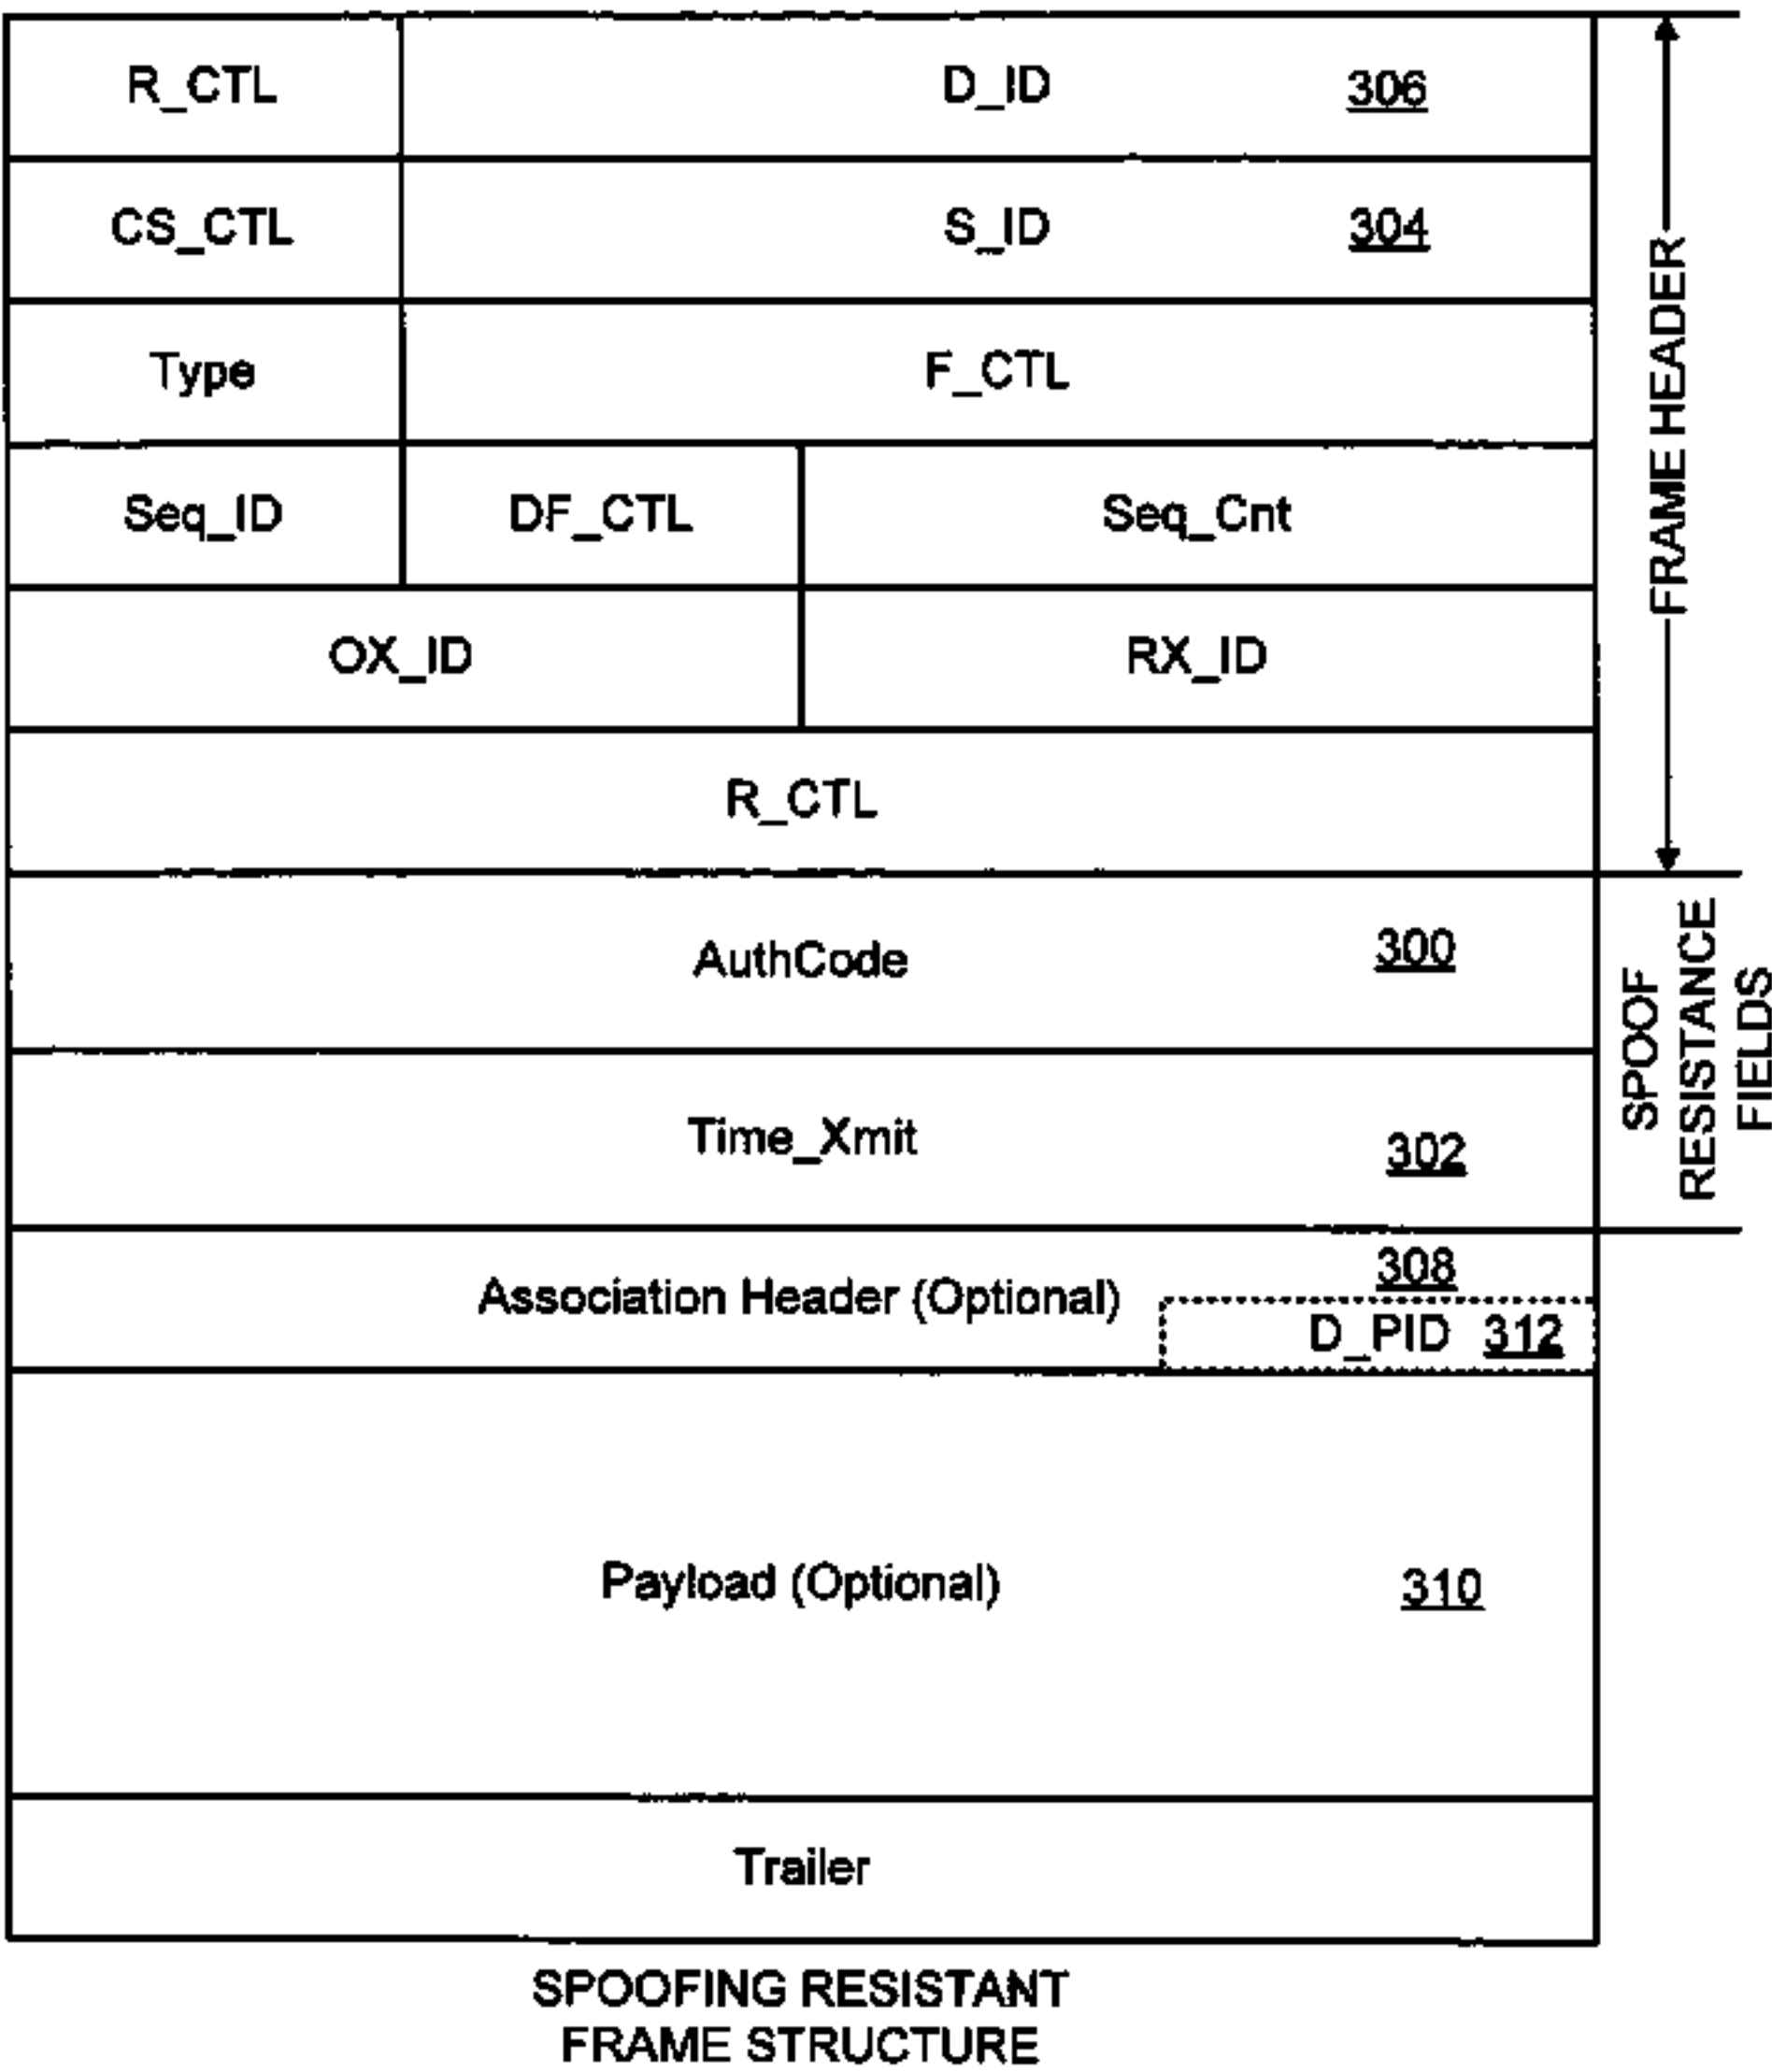 R_CTL D_ID 306
CS_CTL S_ID 304
Type F_CTL
Seq_ID DF_CTL Seq_Cnt
OX_ID RX_ID
R_CTL
FRAME HEADER
AuthCode 300
Time_Xmit 302
SPOOF
RESISTANCE
FIELDS
Association Header (Optional) 308
D_PID 312
Payload (Optional) 310
Trailer
SPOOFING RESISTANT
FRAME STRUCTURE